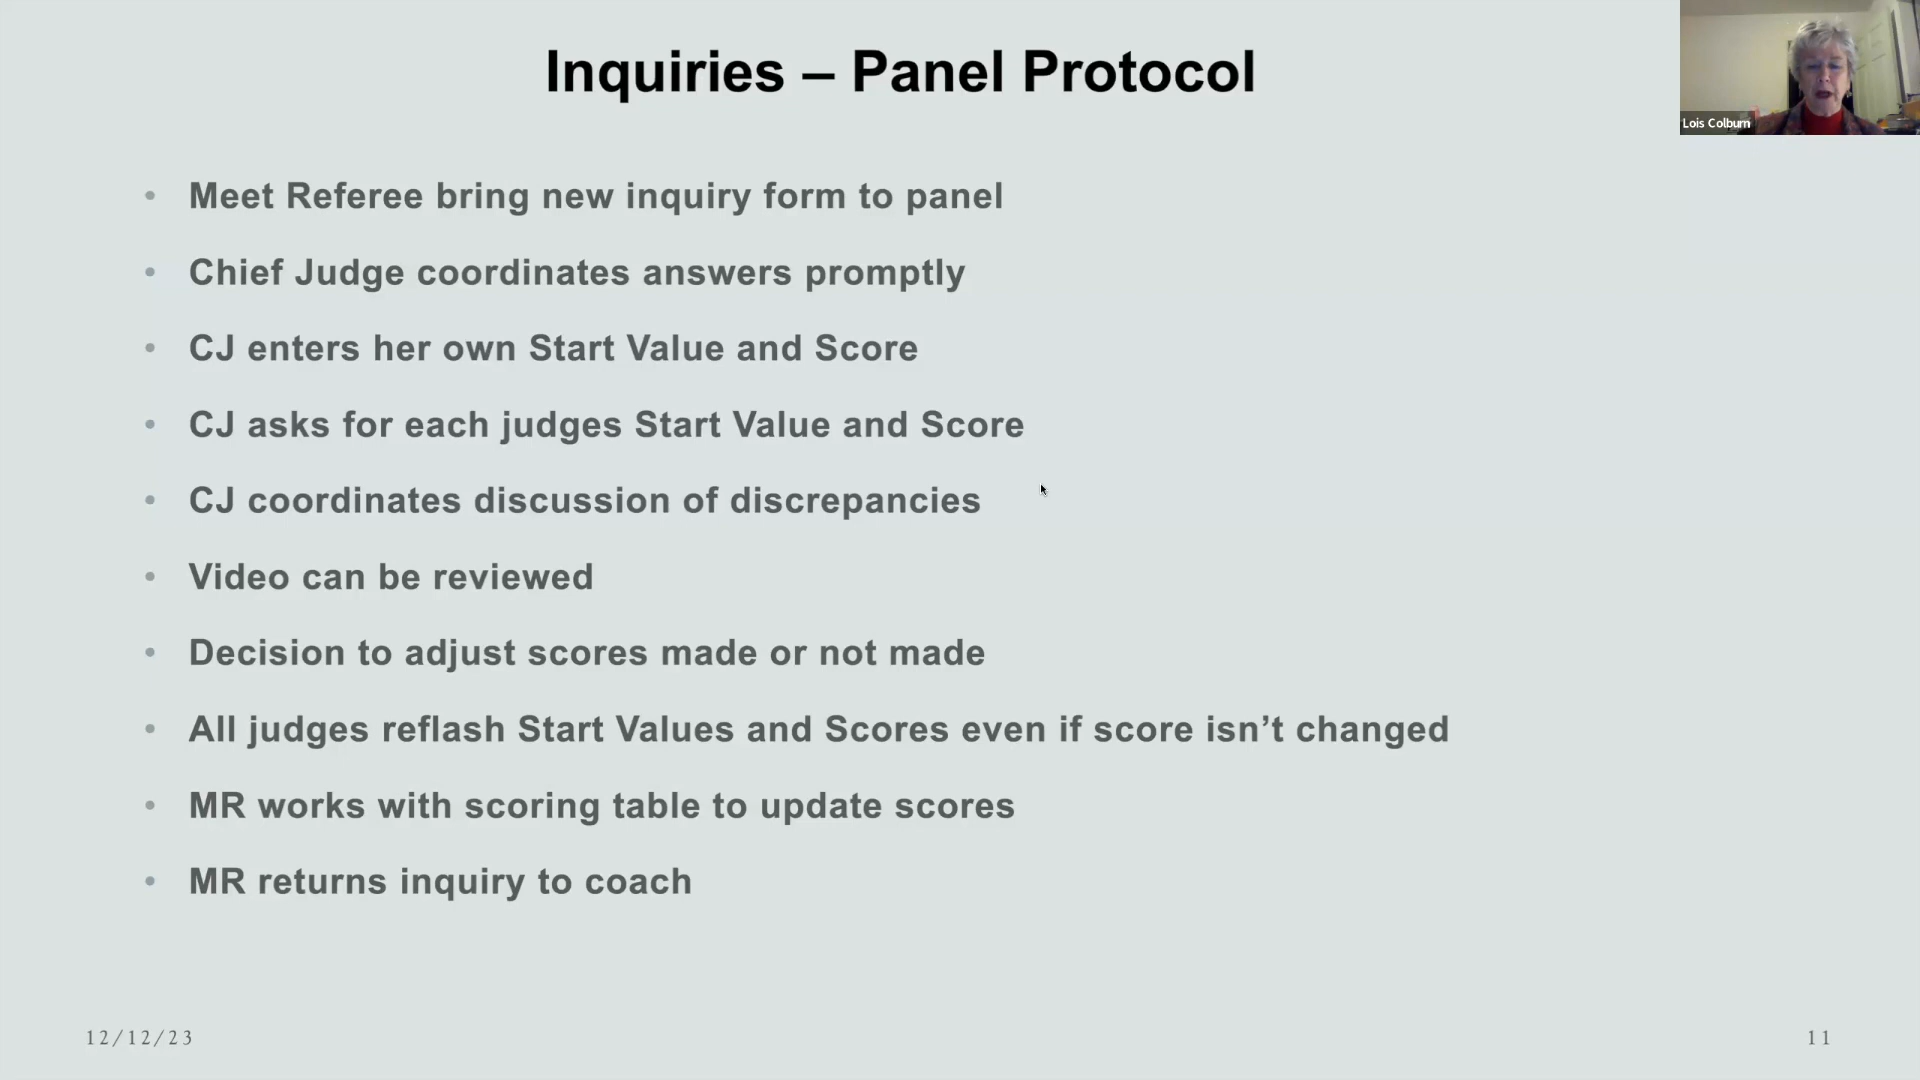 Inquiries – Panel Protocol
Lois Colburn
• Meet Referee bring new inquiry form to panel
• Chief Judge coordinates answers promptly
• CJ enters her own Start Value and Score
• CJ asks for each judges Start Value and Score
• CJ coordinates discussion of discrepancies
• Video can be reviewed
• Decision to adjust scores made or not made
• All judges reflash Start Values and Scores even if score isn’t changed
• MR works with scoring table to update scores
• MR returns inquiry to coach
12/12/23
11